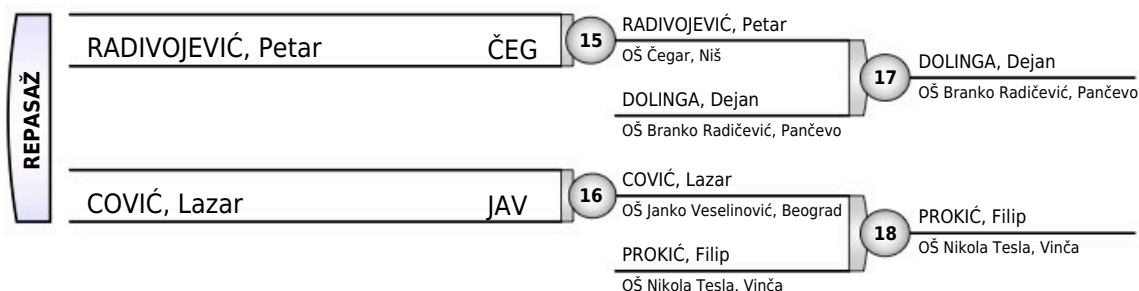 REPASAŽ
RADIVOJEVIĆ, Petar ČEG
15
RADIVOJEVIĆ, Petar
OŠ Čegar, Niš
DOLINGA, Dejan
OŠ Branko Radičević, Pančevo
17
DOLINGA, Dejan
OŠ Branko Radičević, Pančevo
COVIĆ, Lazar JAV
16
COVIĆ, Lazar
OŠ Janko Veselinović, Beograd
PROKIĆ, Filip
OŠ Nikola Tesla, Vinča
18
PROKIĆ, Filip
OŠ Nikola Tesla, Vinča